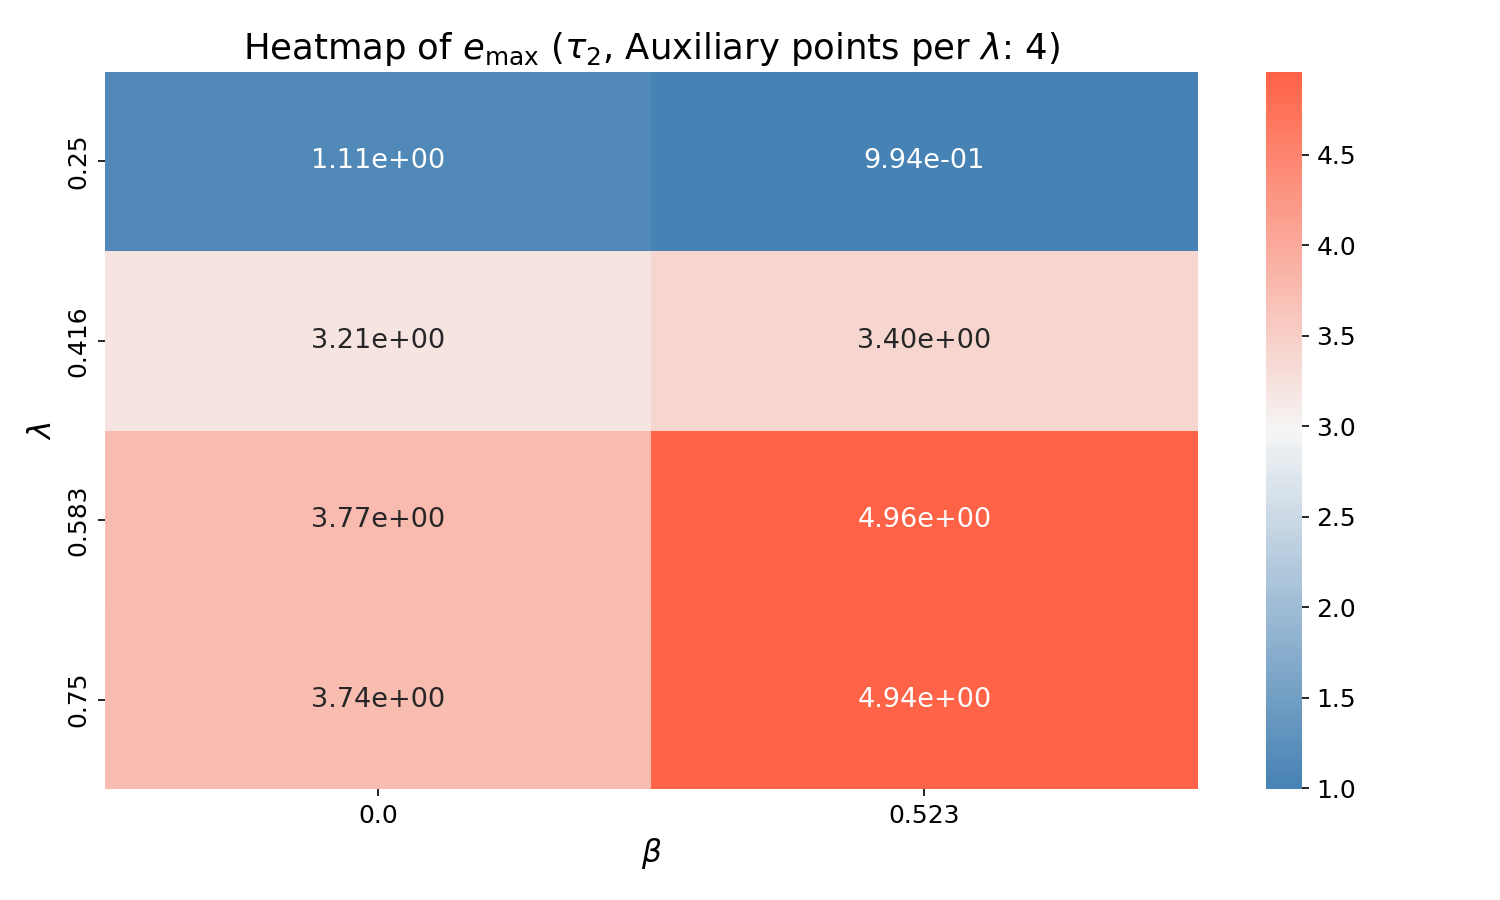 Heatmap of e_max (τ₂, Auxiliary points per λ: 4)
0.25 1.11e+00 9.94e-01
0.416 3.21e+00 3.40e+00
0.583 3.77e+00 4.96e+00
0.75 3.74e+00 4.94e+00
λ
0.0 0.523
β
4.5
4.0
3.5
3.0
2.5
2.0
1.5
1.0